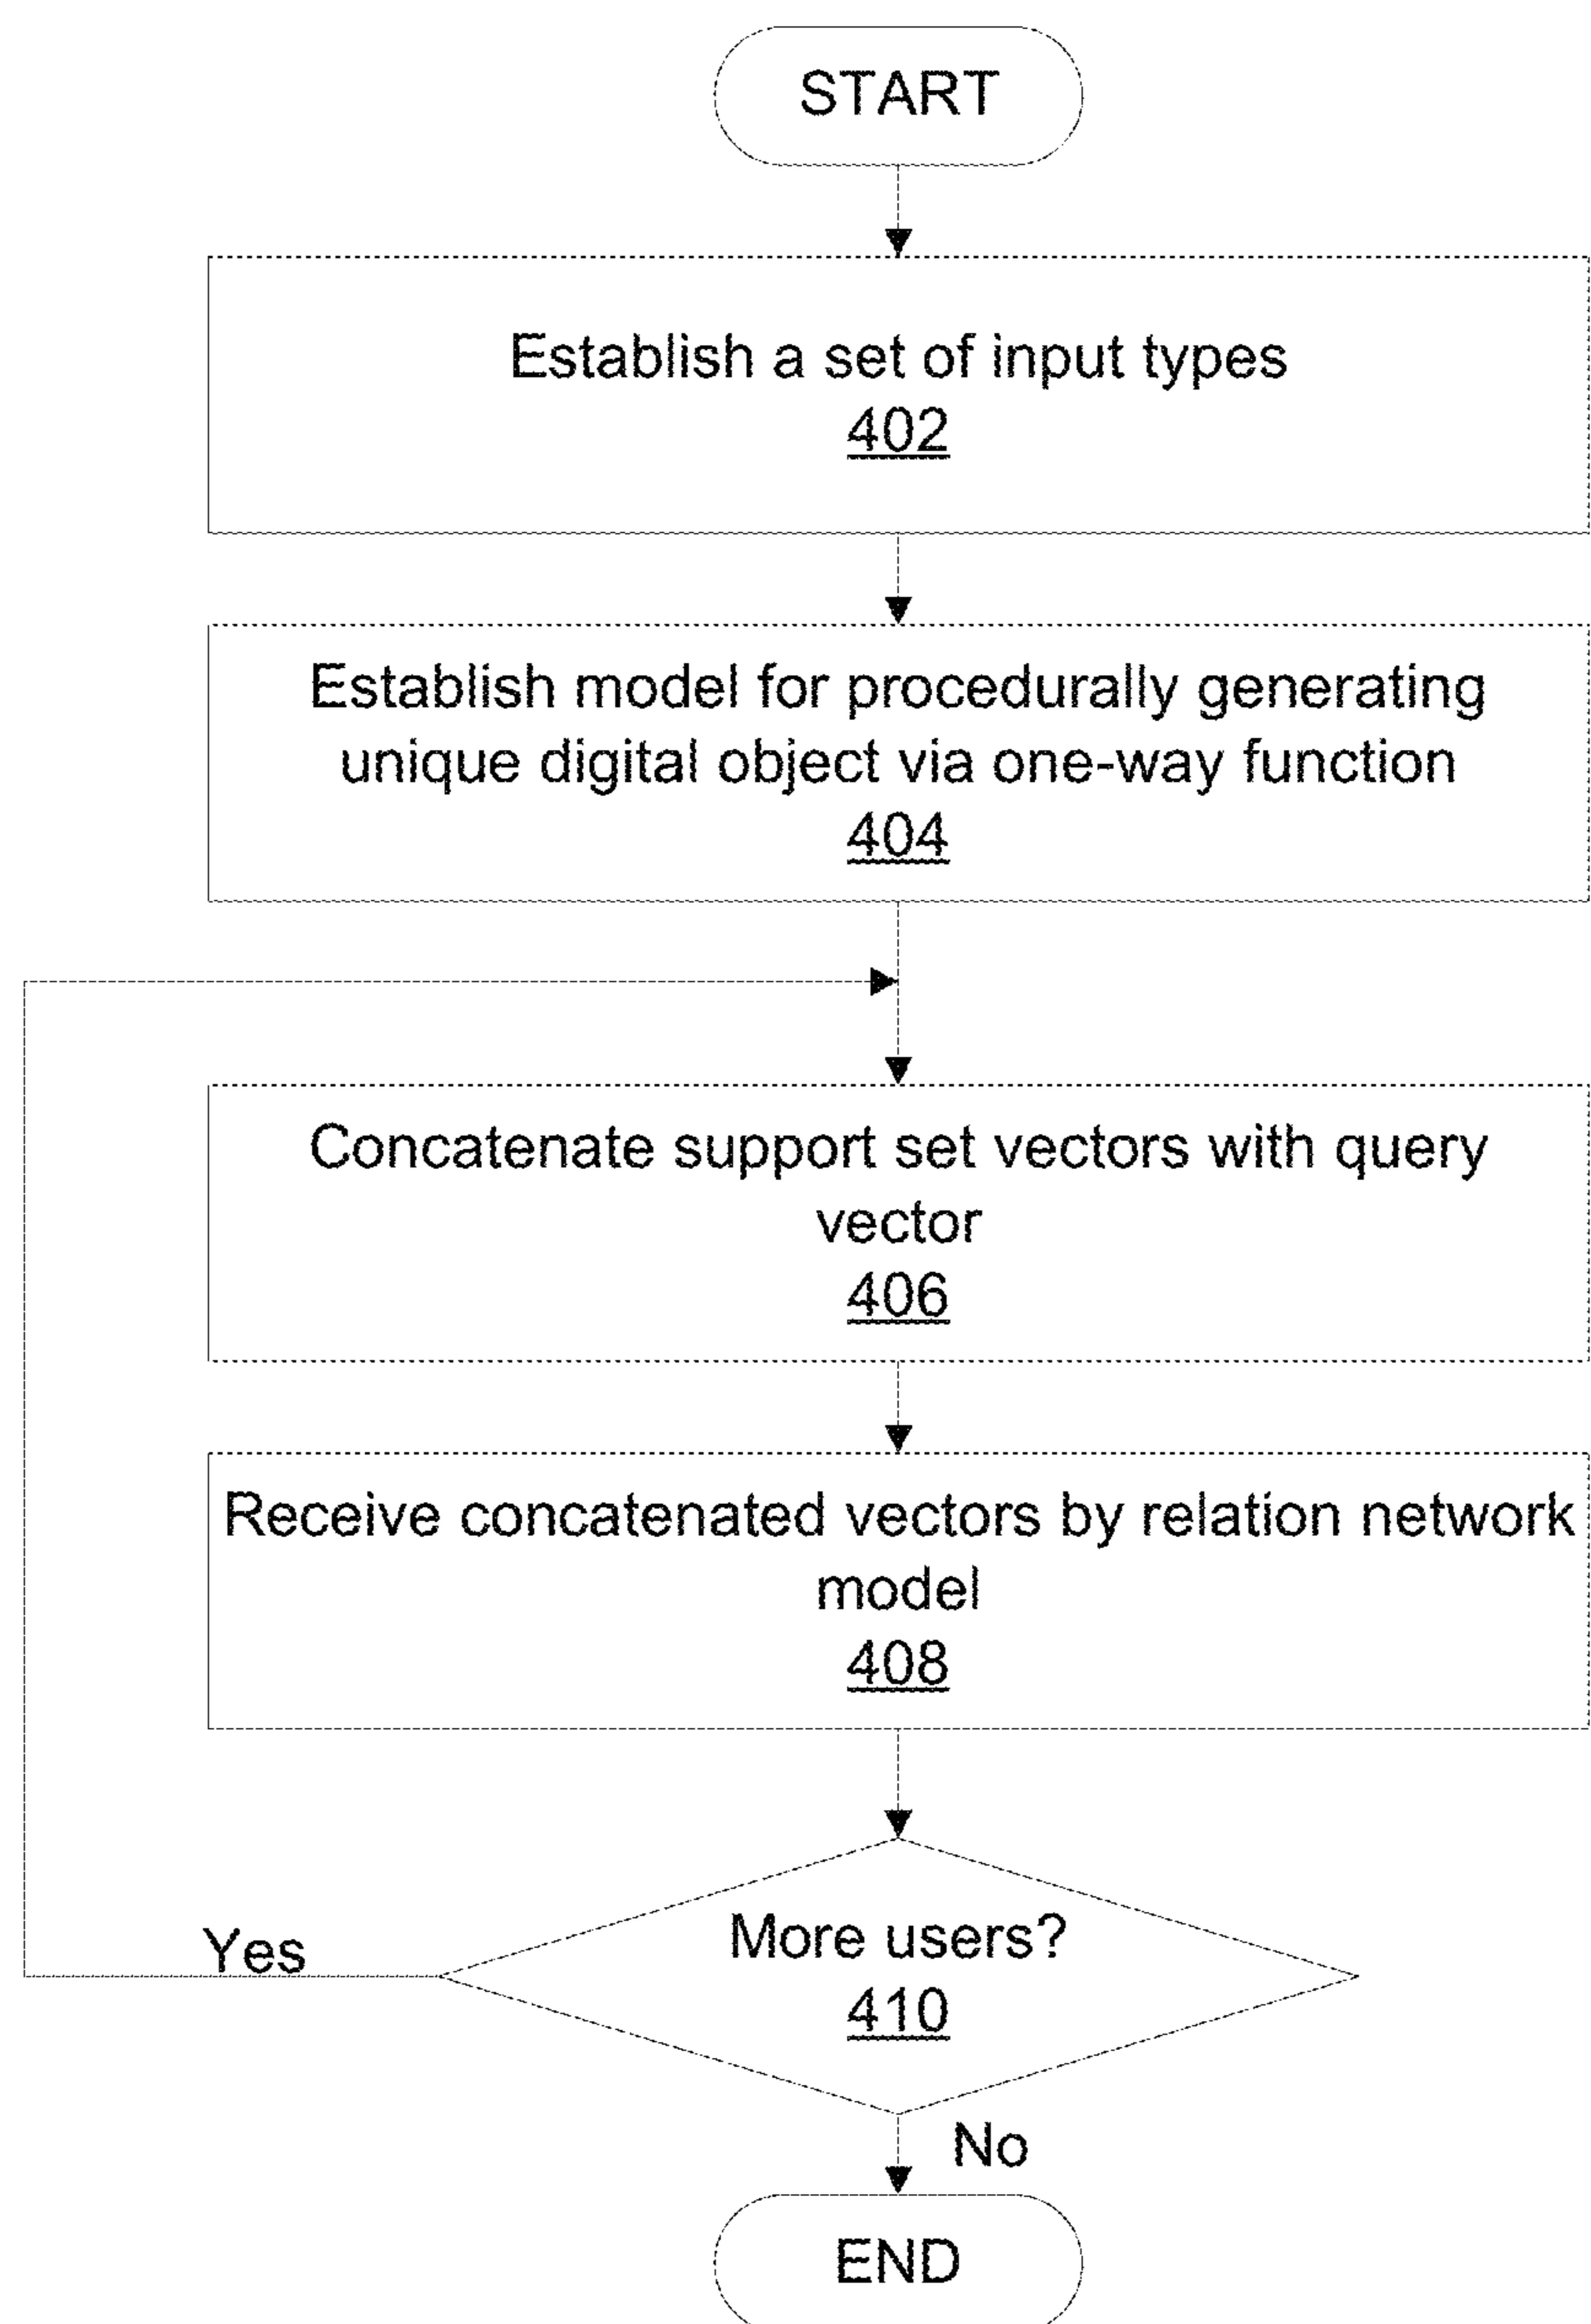 START
Establish a set of input types
402
Establish model for procedurally generating
unique digital object via one-way function
404
Concatenate support set vectors with query
vector
406
Receive concatenated vectors by relation network
model
408
More users?
410
Yes
No
END